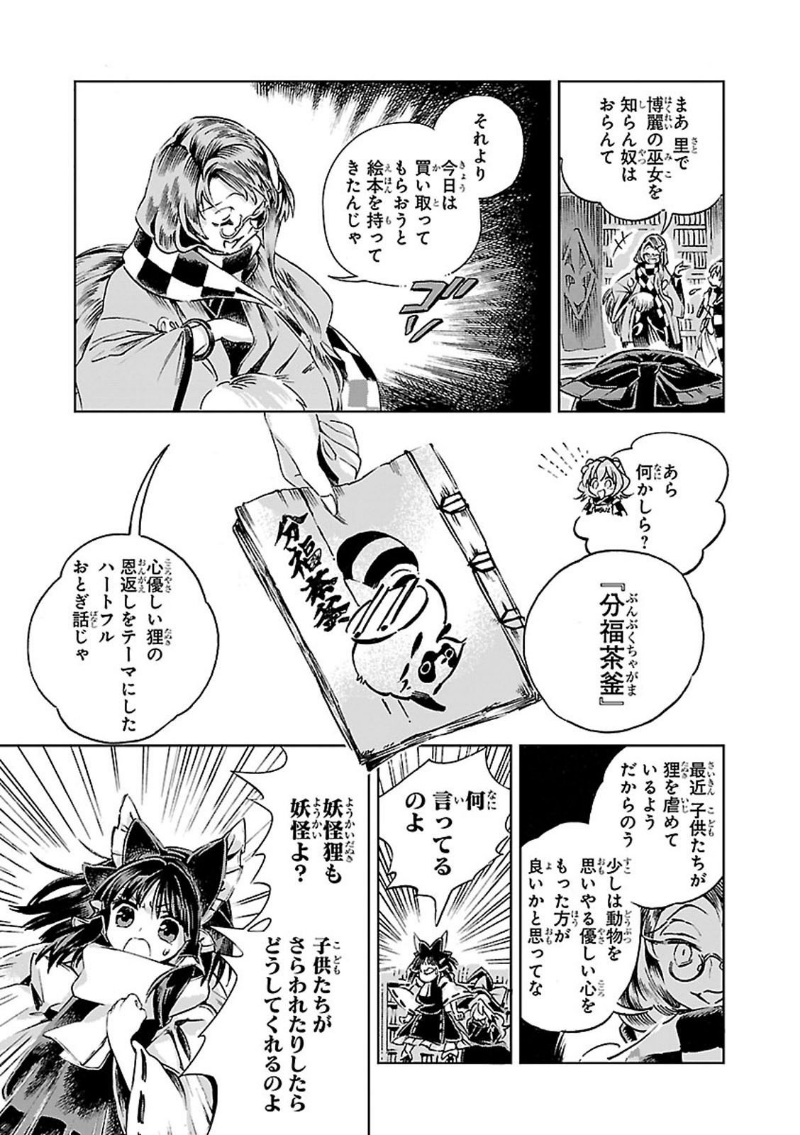 まあ 里で
博麗の巫女を
知らん奴は
おらんて
それより
今日は
買い取って
もらおうと
絵本を持って
きたんじゃ
ゴソ
あら
何かしら？
『分福茶釜』
分福茶釜
心優しい狸の
恩返しをテーマにした
ハートフル
おとぎ話じゃ
最近 子供たちが
狸を虐めて
いるよう
だからのう
少しは動物を
思いやる優しい心を
もった方が
良いかと思ってな
何
言ってる
のよ
妖怪狸も
妖怪よ？
子供たちが
さらわれたりしたら
どうしてくれるのよ